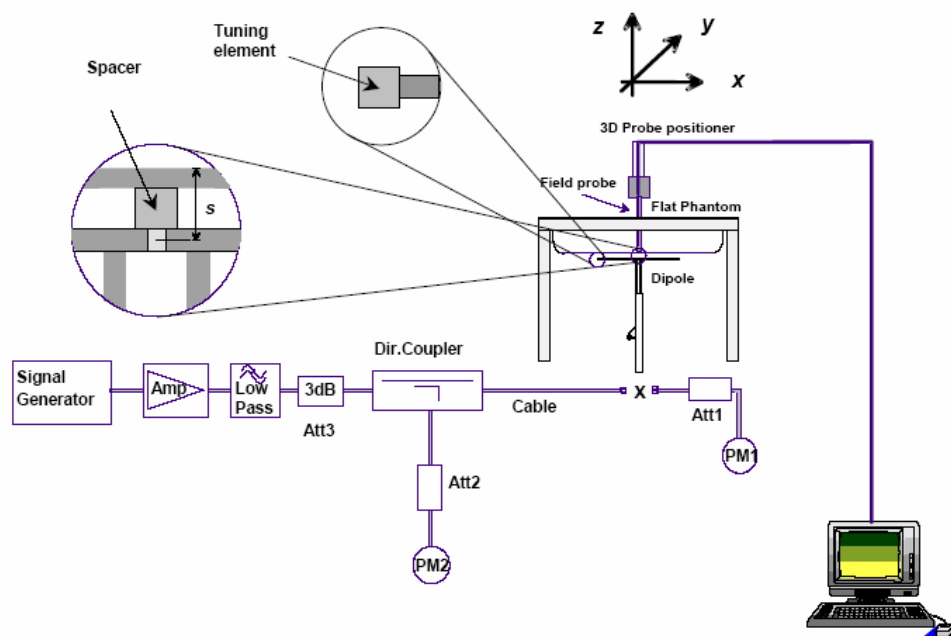 Tuning
element
Spacer
z
y
x
3D Probe positioner
Field probe
Flat Phantom
s
Dipole
Dir.Coupler
Signal
Generator
Amp
Low
Pass
3dB
Att3
Cable
X
Att1
PM1
Att2
PM2